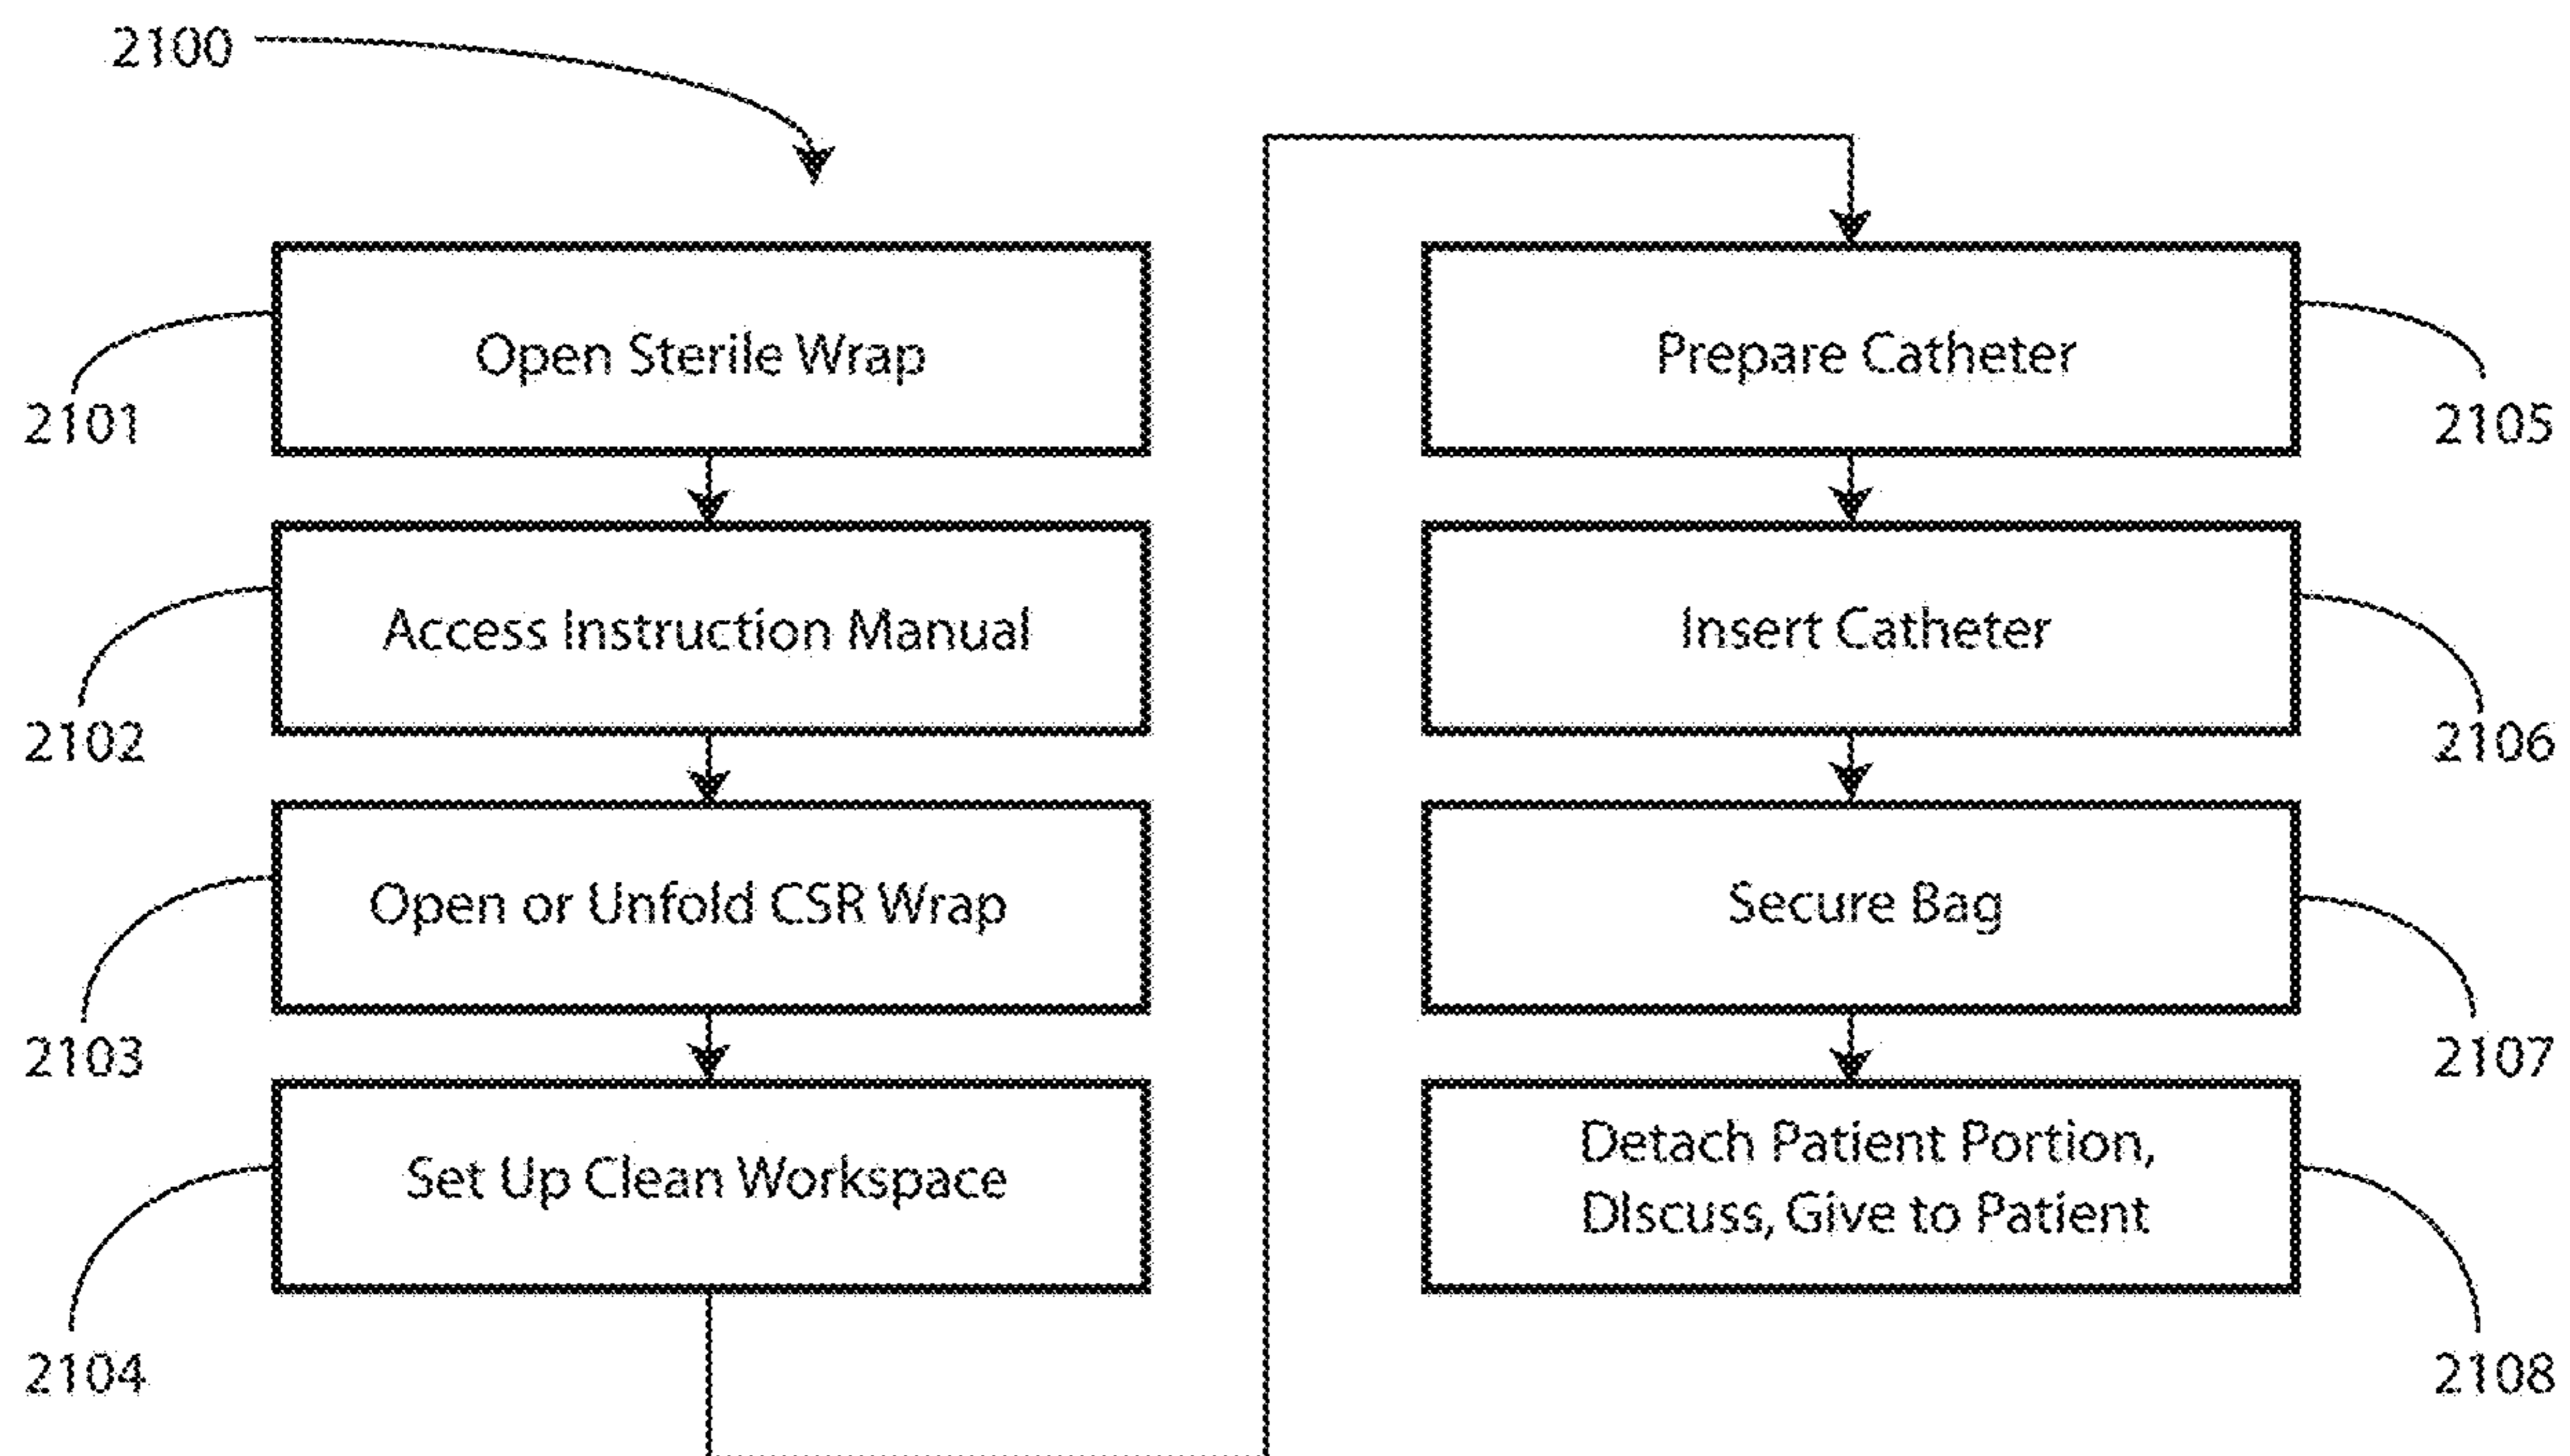 2100
Open Sterile Wrap
2101
Access Instruction Manual
2102
Open or Unfold CSR Wrap
2103
Set Up Clean Workspace
2104
Prepare Catheter
2105
Insert Catheter
2106
Secure Bag
2107
Detach Patient Portion,
DIscuss, Give to Patient
2108